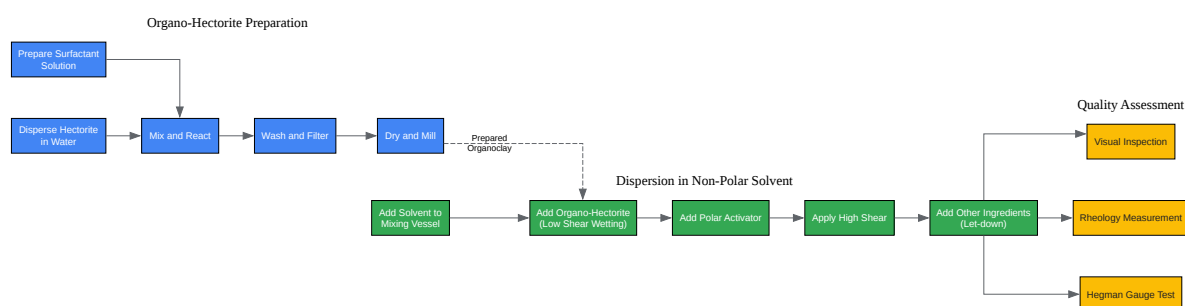 Organo-Hectorite Preparation
Prepare Surfactant
Solution
Disperse Hectorite
in Water
Mix and React
Wash and Filter
Dry and Mill
Prepared
Organoclay
Dispersion in Non-Polar Solvent
Add Solvent to
Mixing Vessel
Add Organo-Hectorite
(Low Shear Wetting)
Add Polar Activator
Apply High Shear
Add Other Ingredients
(Let-down)
Quality Assessment
Visual Inspection
Rheology Measurement
Hegman Gauge Test